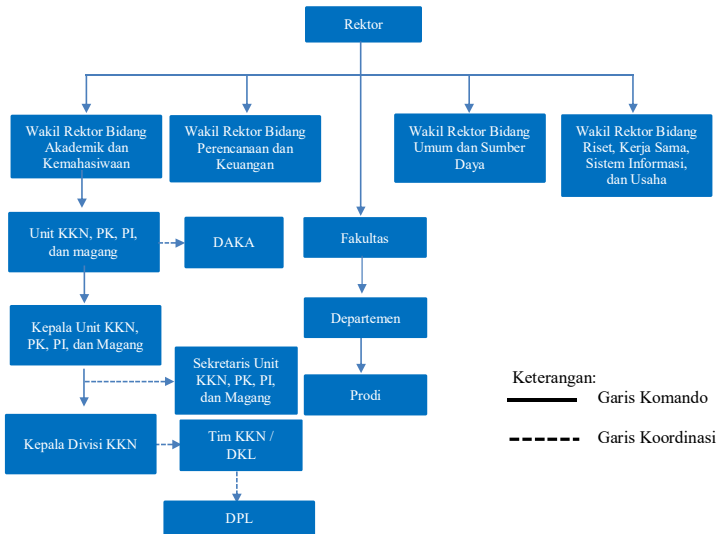 Rektor
Wakil Rektor Bidang
Akademik dan
Kemahasiwaan
Wakil Rektor Bidang
Perencanaan dan
Keuangan
Wakil Rektor Bidang
Umum dan Sumber
Daya
Wakil Rektor Bidang
Riset, Kerja Sama,
Sistem Informasi,
dan Usaha
Unit KKN, PK, PI,
dan magang
DAKA
Fakultas
Kepala Unit KKN,
PK, PI, dan Magang
Departemen
Sekretaris Unit
KKN, PK, PI,
dan Magang
Prodi
Kepala Divisi KKN
Tim KKN /
DKL
DPL
Keterangan:
Garis Komando
Garis Koordinasi